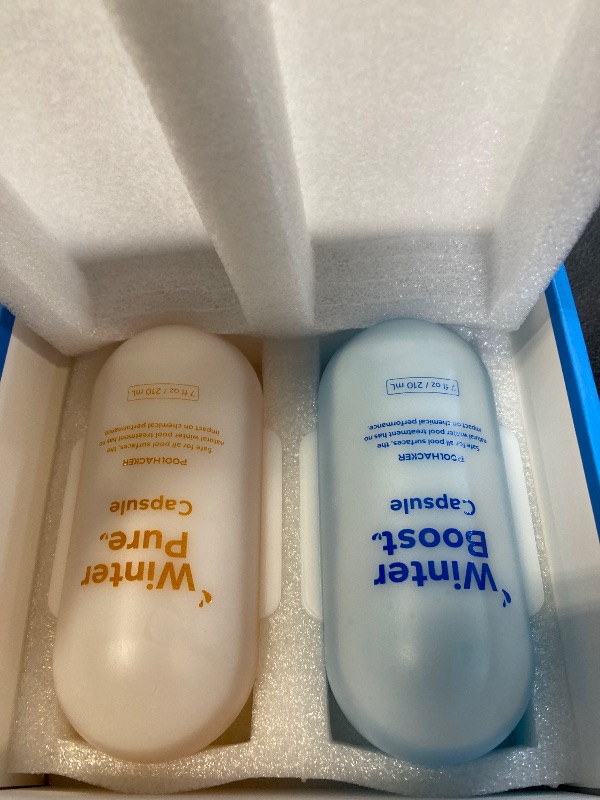 Winter
Boost,
Capsule
POOLHACKER
Safe for all pool surfaces, the
natural winter pool treatment has no
impact on chemical performance.
7 fl oz / 210 mL
Winter
Pure,
Capsule
POOLHACKER
Safe for all pool surfaces, the
natural winter pool treatment has no
impact on chemical performance.
7 fl oz / 210 mL